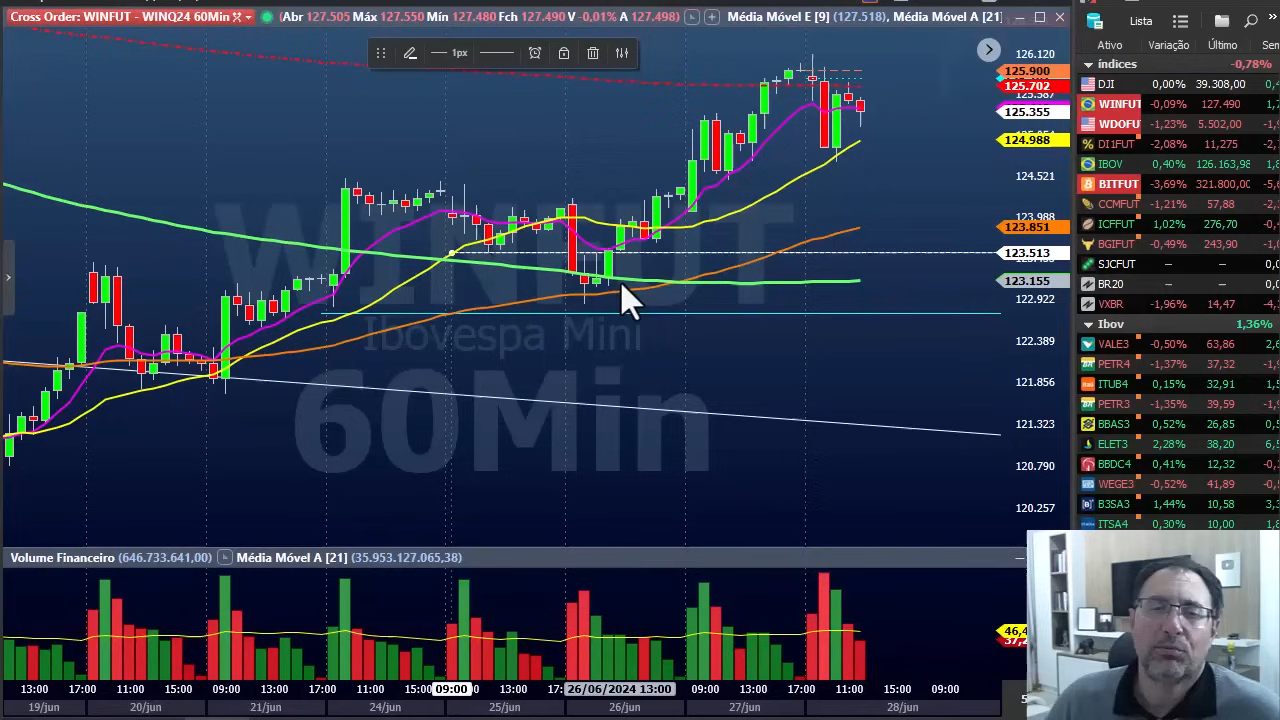 Cross Order: WINFUT - WINQ24 60Min
(Abr 127.505 Máx 127.550 Min 127.480 Fch 127.490 V -0,01% A 127.498)
Média Móvel E [9] (127.518), Média Móvel A [21]
1px
WINFUT
Ibovespa Mini
60Min
126.120
125.900
125.702
125.587
125.355
124.988
124.521
123.988
123.851
123.513
123.155
122.922
122.389
121.856
121.323
120.790
120.257
Volume Financeiro (646.733.641,00) Média Móvel A [21] (35.953.127.065,38)
46,4
37,2
13:00 17:00 11:00 15:00 09:00 13:00 17:00 11:00 15:00 09:00 13:00 26/06/2024 13:00 09:00 13:00 17:00 11:00 15:00 09:00
19/jun 20/jun 21/jun 24/jun 25/jun 26/jun 27/jun 28/jun
Lista
Ativo Variação Último
índices -0,78%
DJI 0,00% 39.308,00
WINFUT -0,09% 127.490
WDOFUT -1,23% 5.502,00
DI1FUT -2,08% 11,275
IBOV 0,40% 126.163,98
BITFUT -3,69% 321.800,00
CCMFUT -1,21% 57,88
ICFFUT 1,02% 276,70
BGIFUT -0,49% 243,90
SJCFUT – –
BR20 – –
VXBR -1,96% 14,47
Ibov 1,36%
VALE3 -0,50% 63,86
PETR4 -1,37% 37,32
ITUB4 0,15% 32,91
PETR3 -1,35% 39,59
BBAS3 0,52% 26,85
ELET3 2,28% 38,20
BBDC4 0,41% 12,32
WEGE3 -0,52% 41,89
B3SA3 1,44% 10,58
ITSA4 0,30% 10,00